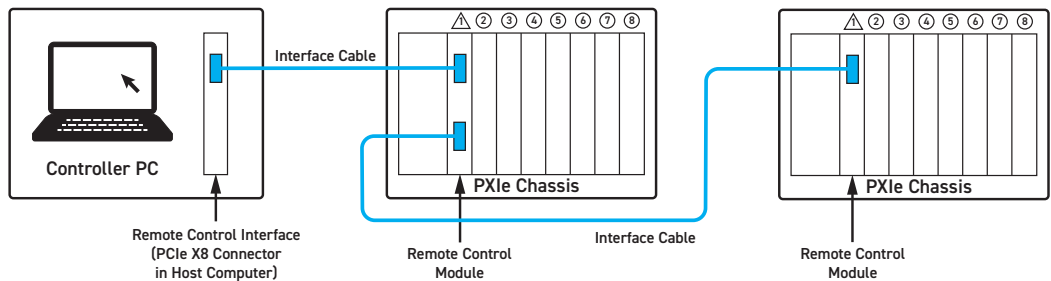 1 2 3 4 5 6 7 8
1 2 3 4 5 6 7 8
Interface Cable
Controller PC
PXIe Chassis
PXIe Chassis
Remote Control Interface
(PCIe X8 Connector
in Host Computer)
Remote Control
Module
Interface Cable
Remote Control
Module